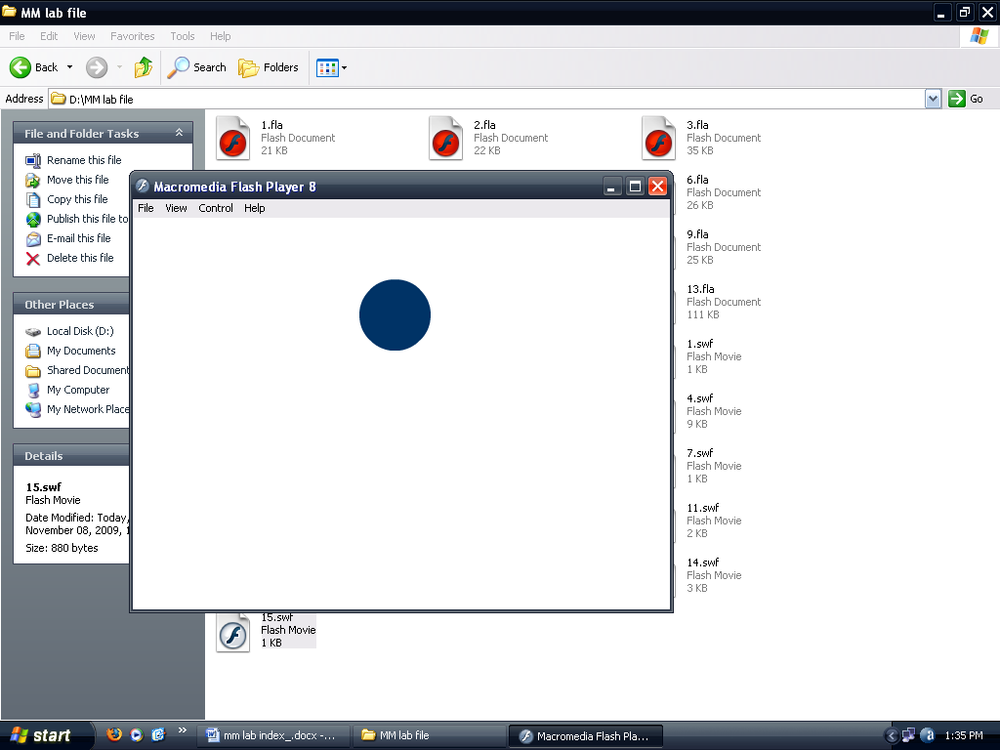 MM lab file
File Edit View Favorites Tools Help
Back Search Folders
Address D:\MM lab file Go
File and Folder Tasks
Rename this file
Move this file
Copy this file
Publish this file to
E-mail this file
Delete this file
Other Places
Local Disk (D:)
My Documents
Shared Document
My Computer
My Network Place
Details
15.swf
Flash Movie
Date Modified: Today,
November 08, 2009, 1
Size: 880 bytes
1.fla
Flash Document
21 KB
2.fla
Flash Document
22 KB
3.fla
Flash Document
35 KB
6.fla
Flash Document
26 KB
9.fla
Flash Document
25 KB
13.fla
Flash Document
111 KB
1.swf
Flash Movie
1 KB
4.swf
Flash Movie
9 KB
7.swf
Flash Movie
1 KB
11.swf
Flash Movie
2 KB
14.swf
Flash Movie
3 KB
15.swf
Flash Movie
1 KB
Macromedia Flash Player 8
File View Control Help
start mm lab index_.docx -... MM lab file Macromedia Flash Pla... 1:35 PM